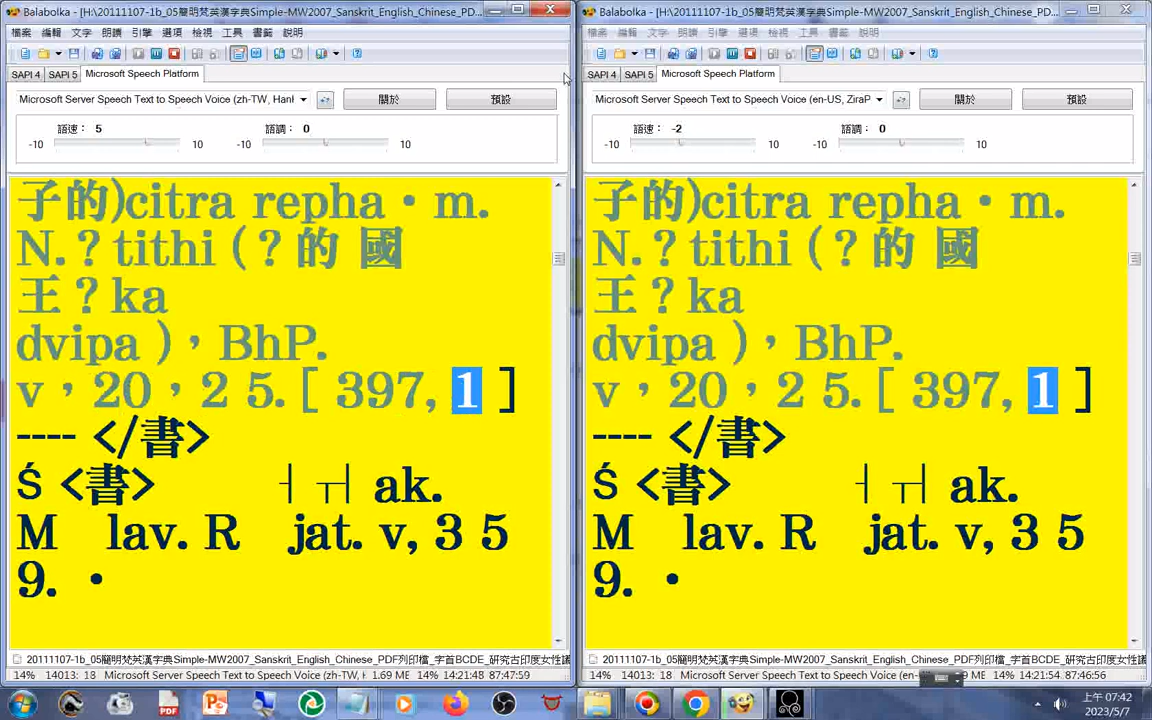 Balabolka - [H:\20111107-1b_05簡明梵英漢字典Simple-MW2007_Sanskrit_English_Chinese_PD...
檔案 編輯 文字 朗讀 引擎 選項 檢視 工具 書籤 說明
SAPI 4 SAPI 5 Microsoft Speech Platform
Microsoft Server Speech Text to Speech Voice (zh-TW, Hanl 關於 預設
語速： 5 語調： 0
-10 10 -10 10
子的)citra repha・m.
N.？tithi (？的 國
王？ka
dvipa )，BhP.
v，20，2 5. [ 397, 1 ]
---- </書>
Ś <書> ┤┬┤ ak.
M lav. R jat. v, 3 5
9. •
20111107-1b_05簡明梵英漢字典Simple-MW2007_Sanskrit_English_Chinese_PDF列印檔_字首BCDE_研究古印度女性議
14% 14013: 18 Microsoft Server Speech Text to Speech Voice (zh-TW, 1.69 ME 14% 14:21:48 87:47:59
Balabolka - [H:\20111107-1b_05簡明梵英漢字典Simple-MW2007_Sanskrit_English_Chinese_PD...
檔案 編輯 文字 朗讀 引擎 選項 檢視 工具 書籤 說明
SAPI 4 SAPI 5 Microsoft Speech Platform
Microsoft Server Speech Text to Speech Voice (en-US, ZiraP 關於 預設
語速： -2 語調： 0
-10 10 -10 10
子的)citra repha・m.
N.？tithi (？的 國
王？ka
dvipa )，BhP.
v，20，2 5. [ 397, 1 ]
---- </書>
Ś <書> ┤┬┤ ak.
M lav. R jat. v, 3 5
9. •
20111107-1b_05簡明梵英漢字典Simple-MW2007_Sanskrit_English_Chinese_PDF列印檔_字首BCDE_研究古印度女性議
14% 14013: 18 Microsoft Server Speech Text to Speech Voice (en-US 9 ME 14% 14:21:54 87:46:56
上午 07:42
2023/5/7